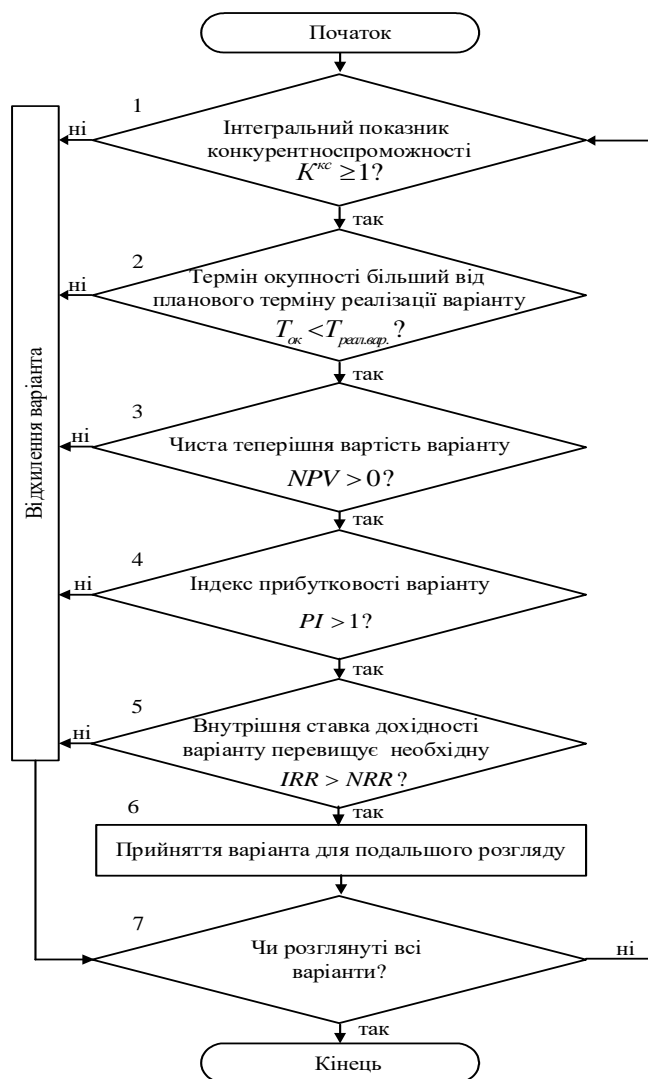 Початок
1
ні
Інтегральний показник
конкурентноспроможності
K^кс ≥ 1?
так
2
ні
Термін окупності більший від
планового терміну реалізації варіанту
T_ок < T_реал.вар. ?
так
Відхилення варіанта
3
ні
Чиста теперішня вартість варіанту
NPV > 0?
так
4
ні
Індекс прибутковості варіанту
PI > 1?
так
5
ні
Внутрішня ставка дохідності
варіанту перевищує необхідну
IRR > NRR ?
так
6
Прийняття варіанта для подальшого розгляду
7
Чи розглянуті всі
варіанти?
ні
так
Кінець